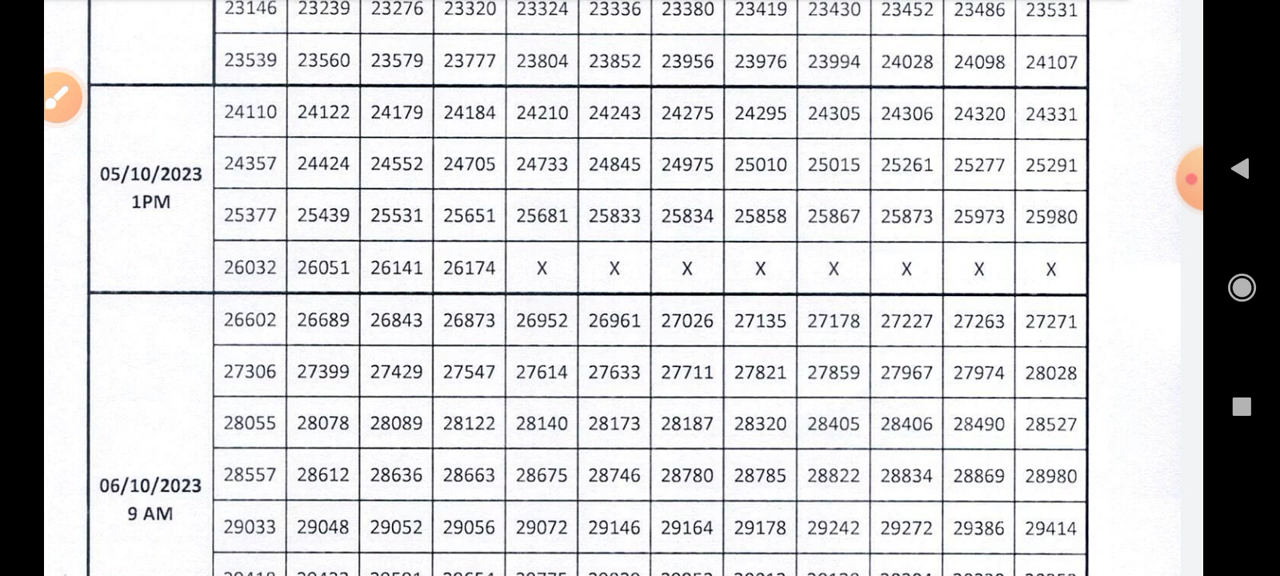 23146 23239 23276 23320 23324 23336 23380 23419 23430 23452 23486 23531
23539 23560 23579 23777 23804 23852 23956 23976 23994 24028 24098 24107
24110 24122 24179 24184 24210 24243 24275 24295 24305 24306 24320 24331
24357 24424 24552 24705 24733 24845 24975 25010 25015 25261 25277 25291
05/10/2023
1PM
25377 25439 25531 25651 25681 25833 25834 25858 25867 25873 25973 25980
26032 26051 26141 26174 X X X X X X X X
26602 26689 26843 26873 26952 26961 27026 27135 27178 27227 27263 27271
27306 27399 27429 27547 27614 27633 27711 27821 27859 27967 27974 28028
28055 28078 28089 28122 28140 28173 28187 28320 28405 28406 28490 28527
28557 28612 28636 28663 28675 28746 28780 28785 28822 28834 28869 28980
06/10/2023
9 AM
29033 29048 29052 29056 29072 29146 29164 29178 29242 29272 29386 29414